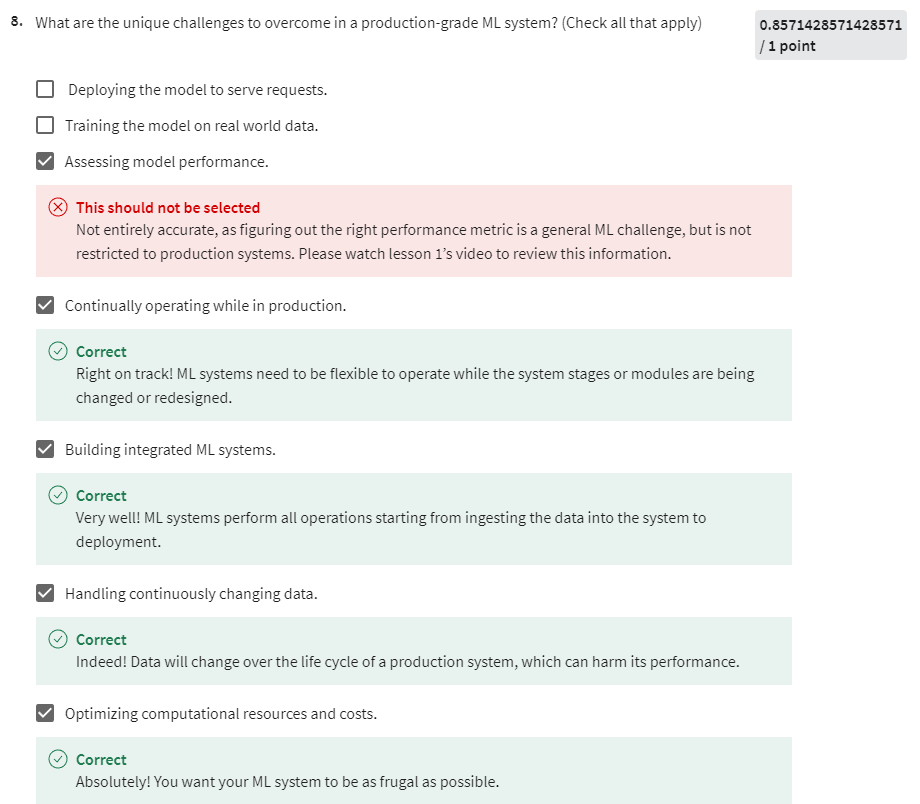 8. What are the unique challenges to overcome in a production-grade ML system? (Check all that apply)
0.8571428571428571
/ 1 point
Deploying the model to serve requests.
Training the model on real world data.
Assessing model performance.
This should not be selected
Not entirely accurate, as figuring out the right performance metric is a general ML challenge, but is not
restricted to production systems. Please watch lesson 1’s video to review this information.
Continually operating while in production.
Correct
Right on track! ML systems need to be flexible to operate while the system stages or modules are being
changed or redesigned.
Building integrated ML systems.
Correct
Very well! ML systems perform all operations starting from ingesting the data into the system to
deployment.
Handling continuously changing data.
Correct
Indeed! Data will change over the life cycle of a production system, which can harm its performance.
Optimizing computational resources and costs.
Correct
Absolutely! You want your ML system to be as frugal as possible.